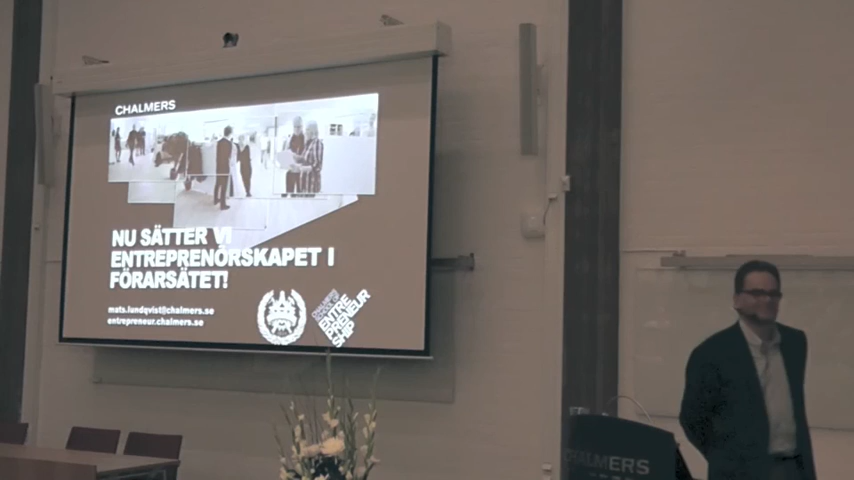 CHALMERS
NU SÄTTER VI
ENTREPRENÖRSKAPET I
FÖRARSÄTET!
mats.lundqvist@chalmers.se
entrepreneur.chalmers.se
ENTRE
PRENEUR
SHIP
CHALMERS